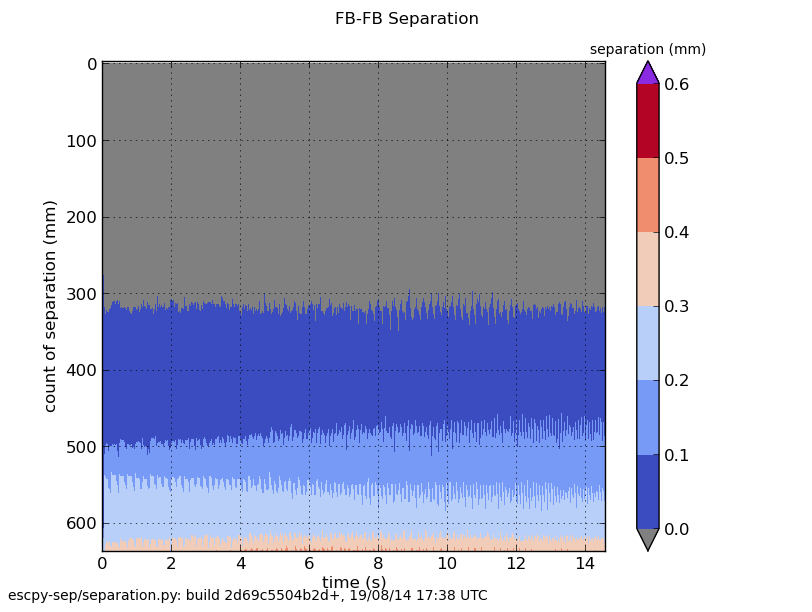 FB-FB Separation
separation (mm)
0
100
200
300
400
500
600
count of separation (mm)
0 2 4 6 8 10 12 14
time (s)
0.6
0.5
0.4
0.3
0.2
0.1
0.0
escpy-sep/separation.py: build 2d69c5504b2d+, 19/08/14 17:38 UTC